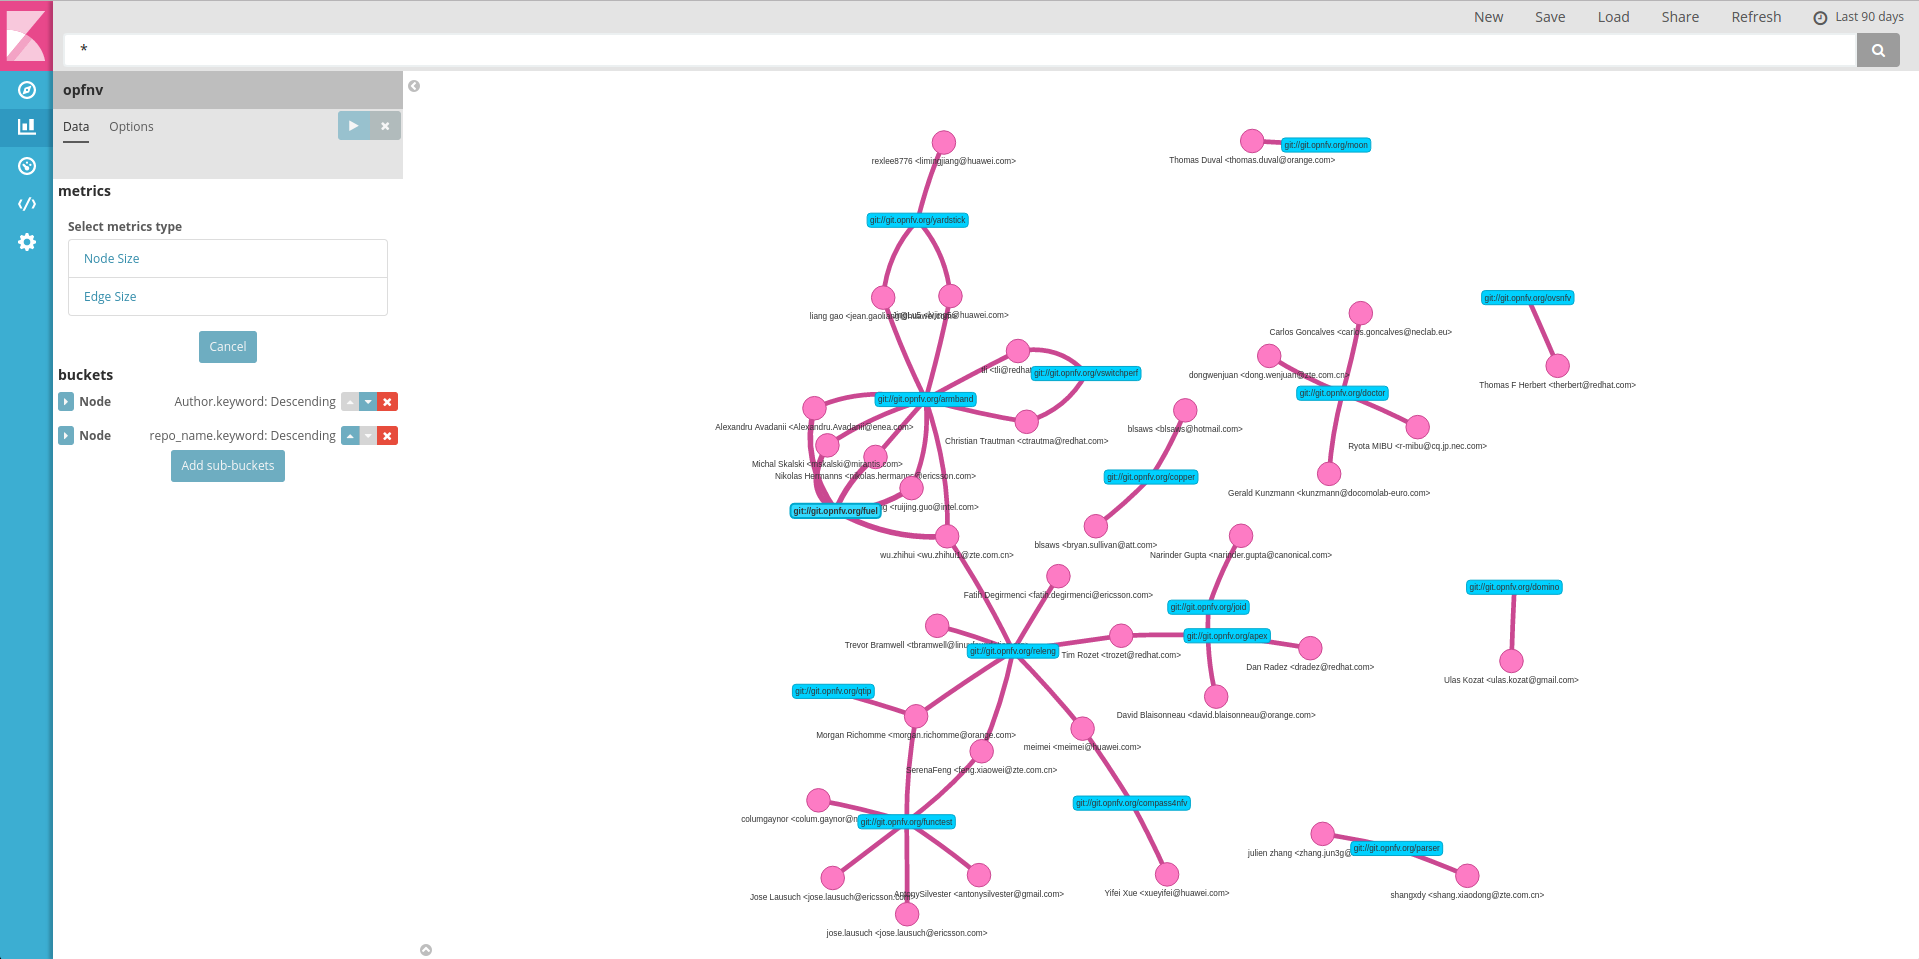 New Save Load Share Refresh Last 90 days
*
opfnv
Data Options
metrics
Select metrics type
Node Size
Edge Size
Cancel
buckets
Node Author.keyword: Descending
Node repo_name.keyword: Descending
Add sub-buckets
rexlee8776 <limingjiang@huawei.com>
Thomas Duval <thomas.duval@orange.com>
git://git.opnfv.org/moon
git://git.opnfv.org/yardstick
liang gao <jean.gaoliang@huawei.com>
@huawei.com>
git://git.opnfv.org/ovsnfv
Carlos Goncalves <carlos.goncalves@neclab.eu>
<tli@redhat
git://git.opnfv.org/vswitchperf
dongwenjuan <dong.wenjuan@zte.com.cn>
Thomas F Herbert <therbert@redhat.com>
git://git.opnfv.org/doctor
git://git.opnfv.org/armband
Alexandru Avadanii <Alexandru.Avadanii@enea.com>
Christian Trautman <ctrautma@redhat.com>
blsaws <blsaws@hotmail.com>
Ryota MIBU <r-mibu@cq.jp.nec.com>
Michal Skalski <mskalski@mirantis.com>
Nikolas Hermanns <nikolas.hermanns@ericsson.com>
git://git.opnfv.org/copper
Gerald Kunzmann <kunzmann@docomolab-euro.com>
git://git.opnfv.org/fuel
<ruijing.guo@intel.com>
blsaws <bryan.sullivan@att.com>
wu.zhihui <wu.zhihui1@zte.com.cn>
Narinder Gupta <narinder.gupta@canonical.com>
Fatih Degirmenci <fatih.degirmenci@ericsson.com>
git://git.opnfv.org/domino
git://git.opnfv.org/joid
git://git.opnfv.org/apex
Trevor Bramwell <tbramwell@linu
git://git.opnfv.org/releng
Tim Rozet <trozet@redhat.com>
Dan Radez <dradez@redhat.com>
Ulas Kozat <ulas.kozat@gmail.com>
git://git.opnfv.org/qtip
David Blaisonneau <david.blaisonneau@orange.com>
Morgan Richomme <morgan.richomme@orange.com>
meimei <meimei@huawei.com>
SerenaFeng <feng.xiaowei@zte.com.cn>
git://git.opnfv.org/compass4nfv
columgaynor <colum.gaynor@n
git://git.opnfv.org/functest
git://git.opnfv.org/parser
julien zhang <zhang.jun3g@
Jose Lausuch <jose.lausuch@ericsson.com>
AntonySilvester <antonysilvester@gmail.com>
Yifei Xue <xueyifei@huawei.com>
shangxdy <shang.xiaodong@zte.com.cn>
jose.lausuch <jose.lausuch@ericsson.com>